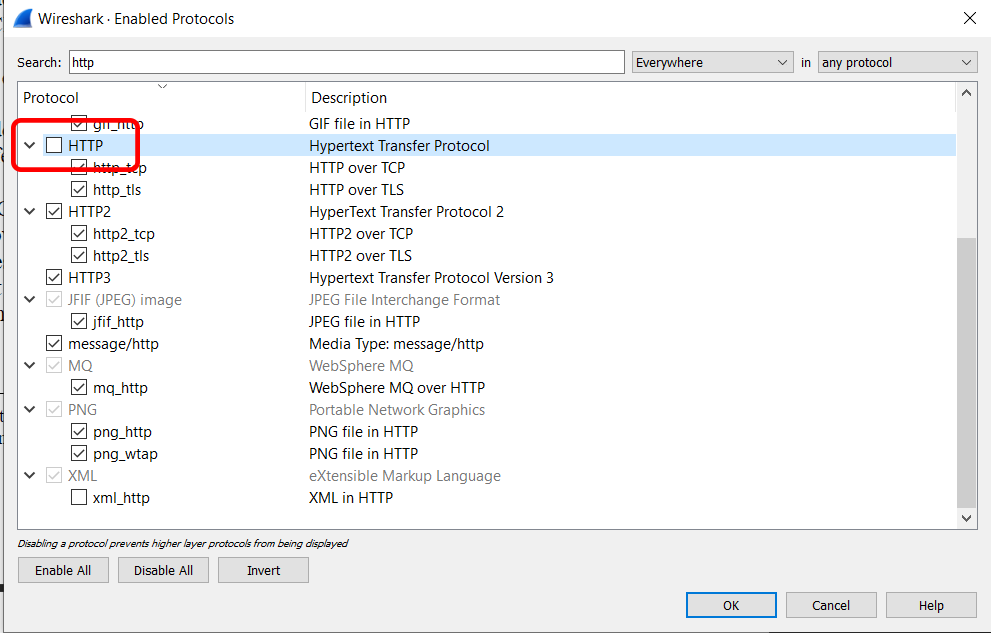 Wireshark · Enabled Protocols
Search: http Everywhere in any protocol
Protocol Description
gif_http GIF file in HTTP
HTTP Hypertext Transfer Protocol
http_tcp HTTP over TCP
http_tls HTTP over TLS
HTTP2 HyperText Transfer Protocol 2
http2_tcp HTTP2 over TCP
http2_tls HTTP2 over TLS
HTTP3 Hypertext Transfer Protocol Version 3
JFIF (JPEG) image JPEG File Interchange Format
jfif_http JPEG file in HTTP
message/http Media Type: message/http
MQ WebSphere MQ
mq_http WebSphere MQ over HTTP
PNG Portable Network Graphics
png_http PNG file in HTTP
png_wtap PNG file in HTTP
XML eXtensible Markup Language
xml_http XML in HTTP
Disabling a protocol prevents higher layer protocols from being displayed
Enable All Disable All Invert
OK Cancel Help